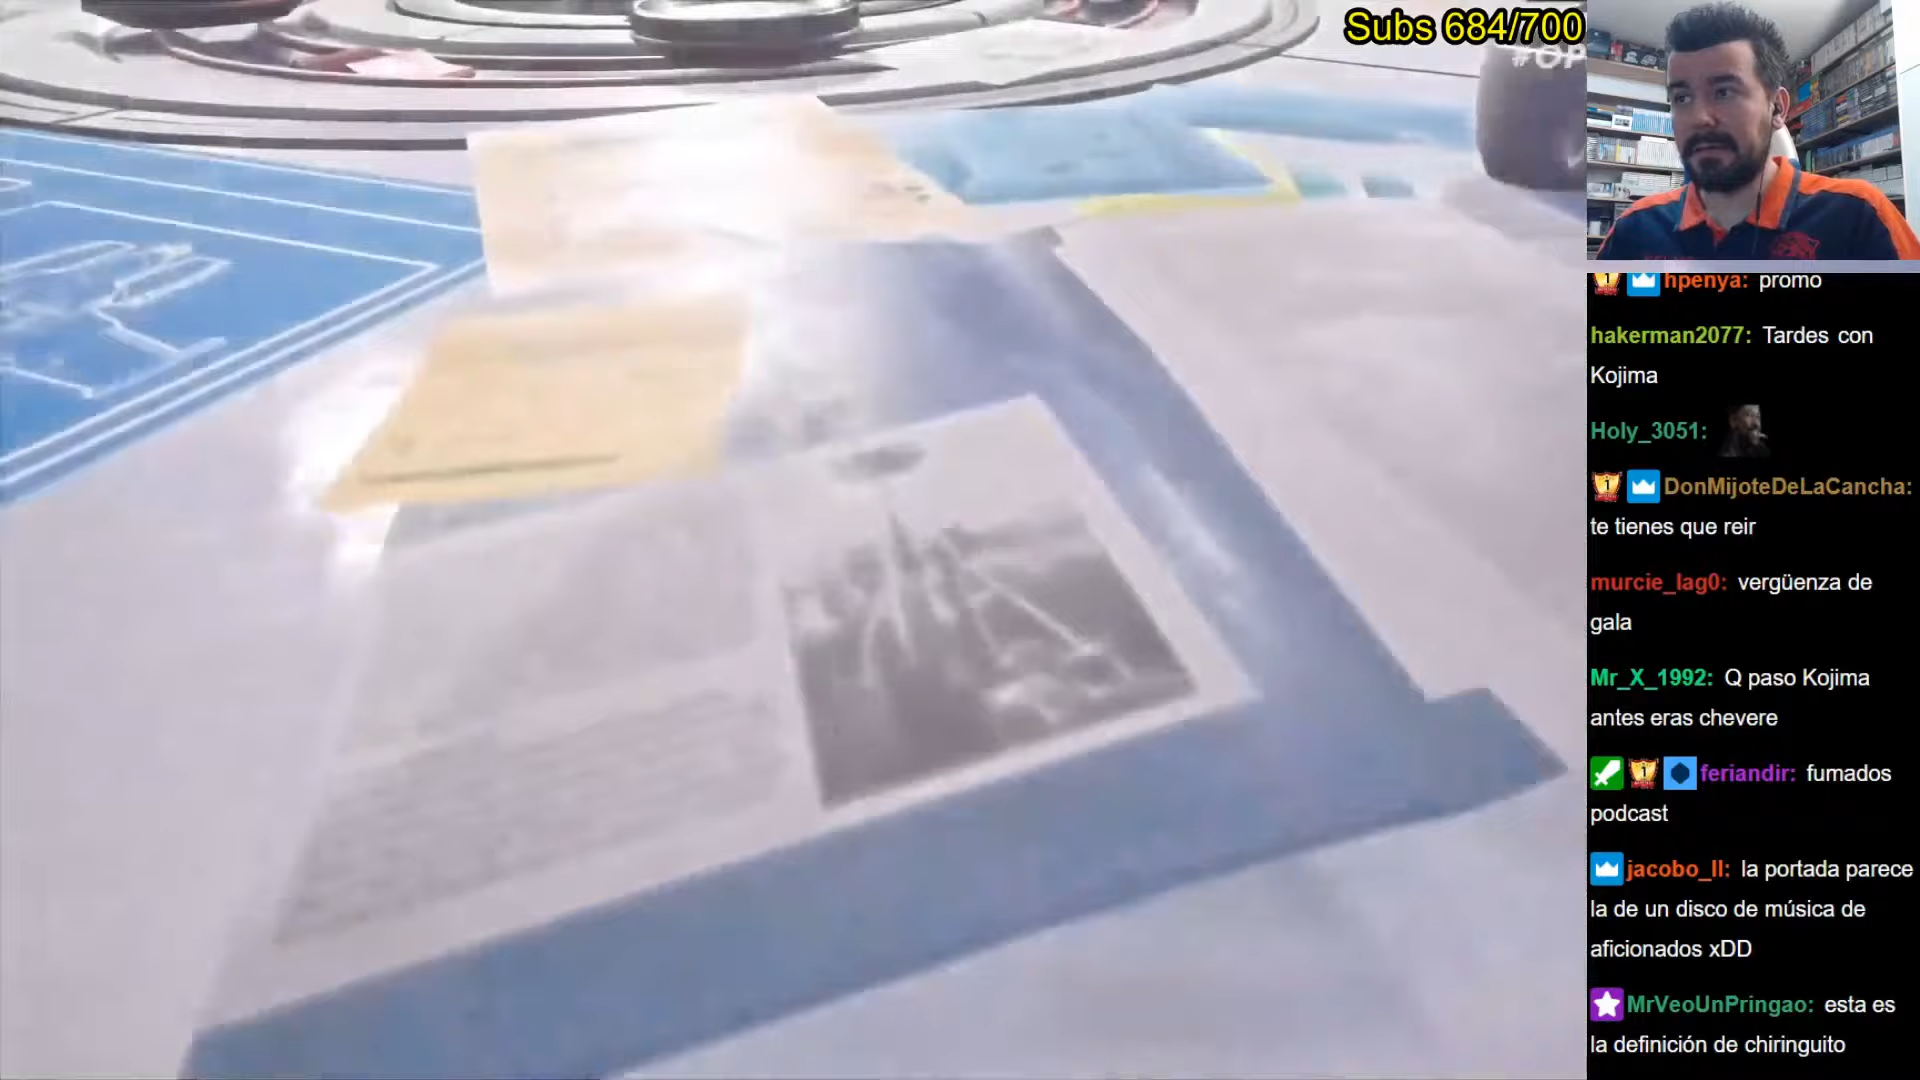 Subs 684/700
#OP
hpenya: promo
hakerman2077: Tardes con
Kojima
Holy_3051:
DonMijoteDeLaCancha:
te tienes que reir
murcie_lag0: vergüenza de
gala
Mr_X_1992: Q paso Kojima
antes eras chevere
feriandir: fumados
podcast
jacobo_II: la portada parece
la de un disco de música de
aficionados xDD
MrVeoUnPringao: esta es
la definición de chiringuito